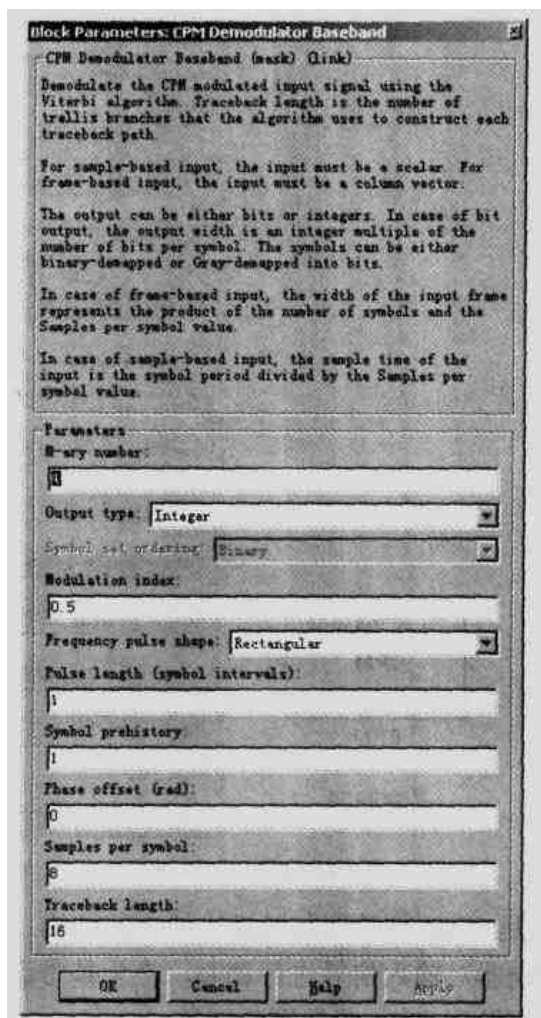 Block Parameters: CPM Demodulator Baseband
CPM Demodulator Baseband (mask) (link)
Demodulate the CPM modulated input signal using the
Viterbi algorithm. Traceback length is the number of
trellis branches that the algorithm uses to construct each
traceback path.
For sample-based input, the input must be a scalar. For
frame-based input, the input must be a column vector.
The output can be either bits or integers. In case of bit
output, the output width is an integer multiple of the
number of bits per symbol. The symbols can be either
binary-demapped or Gray-demapped into bits.
In case of frame-based input, the width of the input frame
represents the product of the number of symbols and the
Samples per symbol value.
In case of sample-based input, the sample time of the
input is the symbol period divided by the Samples per
symbol value.
Parameters
M-ary number:
Output type: Integer
Symbol set ordering: Binary
Modulation index:
0.5
Frequency pulse shape: Rectangular
Pulse length (symbol intervals):
1
Symbol prehistory:
1
Phase offset (rad):
0
Samples per symbol:
8
Traceback length:
16
OK Cancel Help Apply